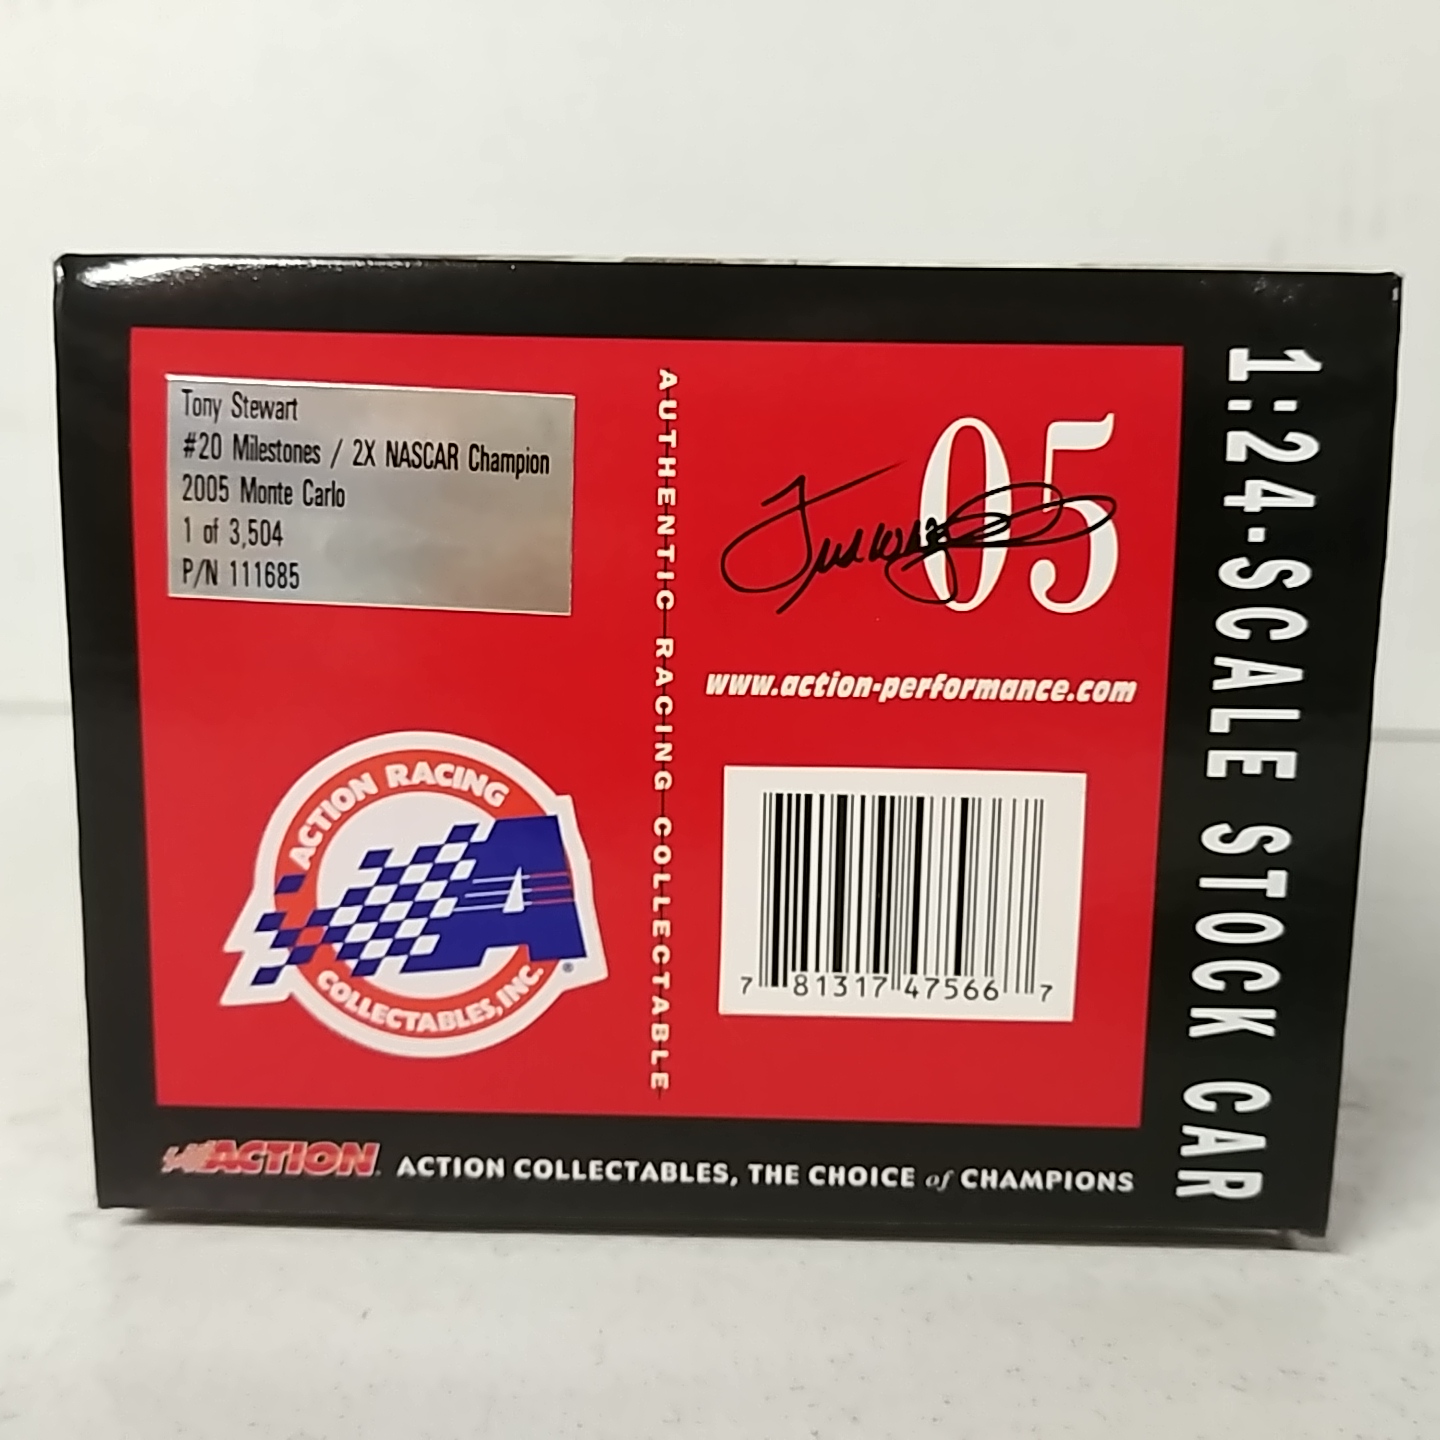 Tony Stewart
#20 Milestones / 2X NASCAR Champion
2005 Monte Carlo
1 of 3,504
P/N 111685
AUTHENTIC RACING COLLECTABLE
05
www.action-performance.com
ACTION RACING
A
COLLECTABLES, INC.
®
7 81317 47566 7
1:24-SCALE STOCK CAR
ACTION
ACTION COLLECTABLES, THE CHOICE of CHAMPIONS